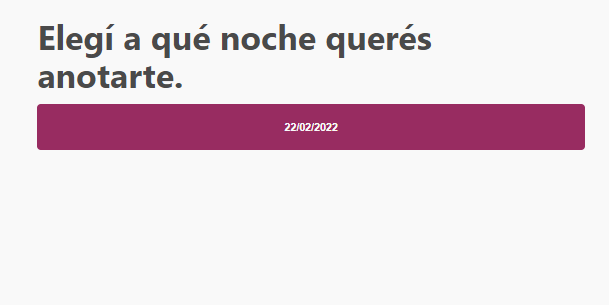 Elegí a qué noche querés
anotarte.
22/02/2022